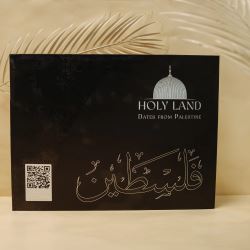 HOLY LAND
DATES FROM PALESTINE
فلسطين